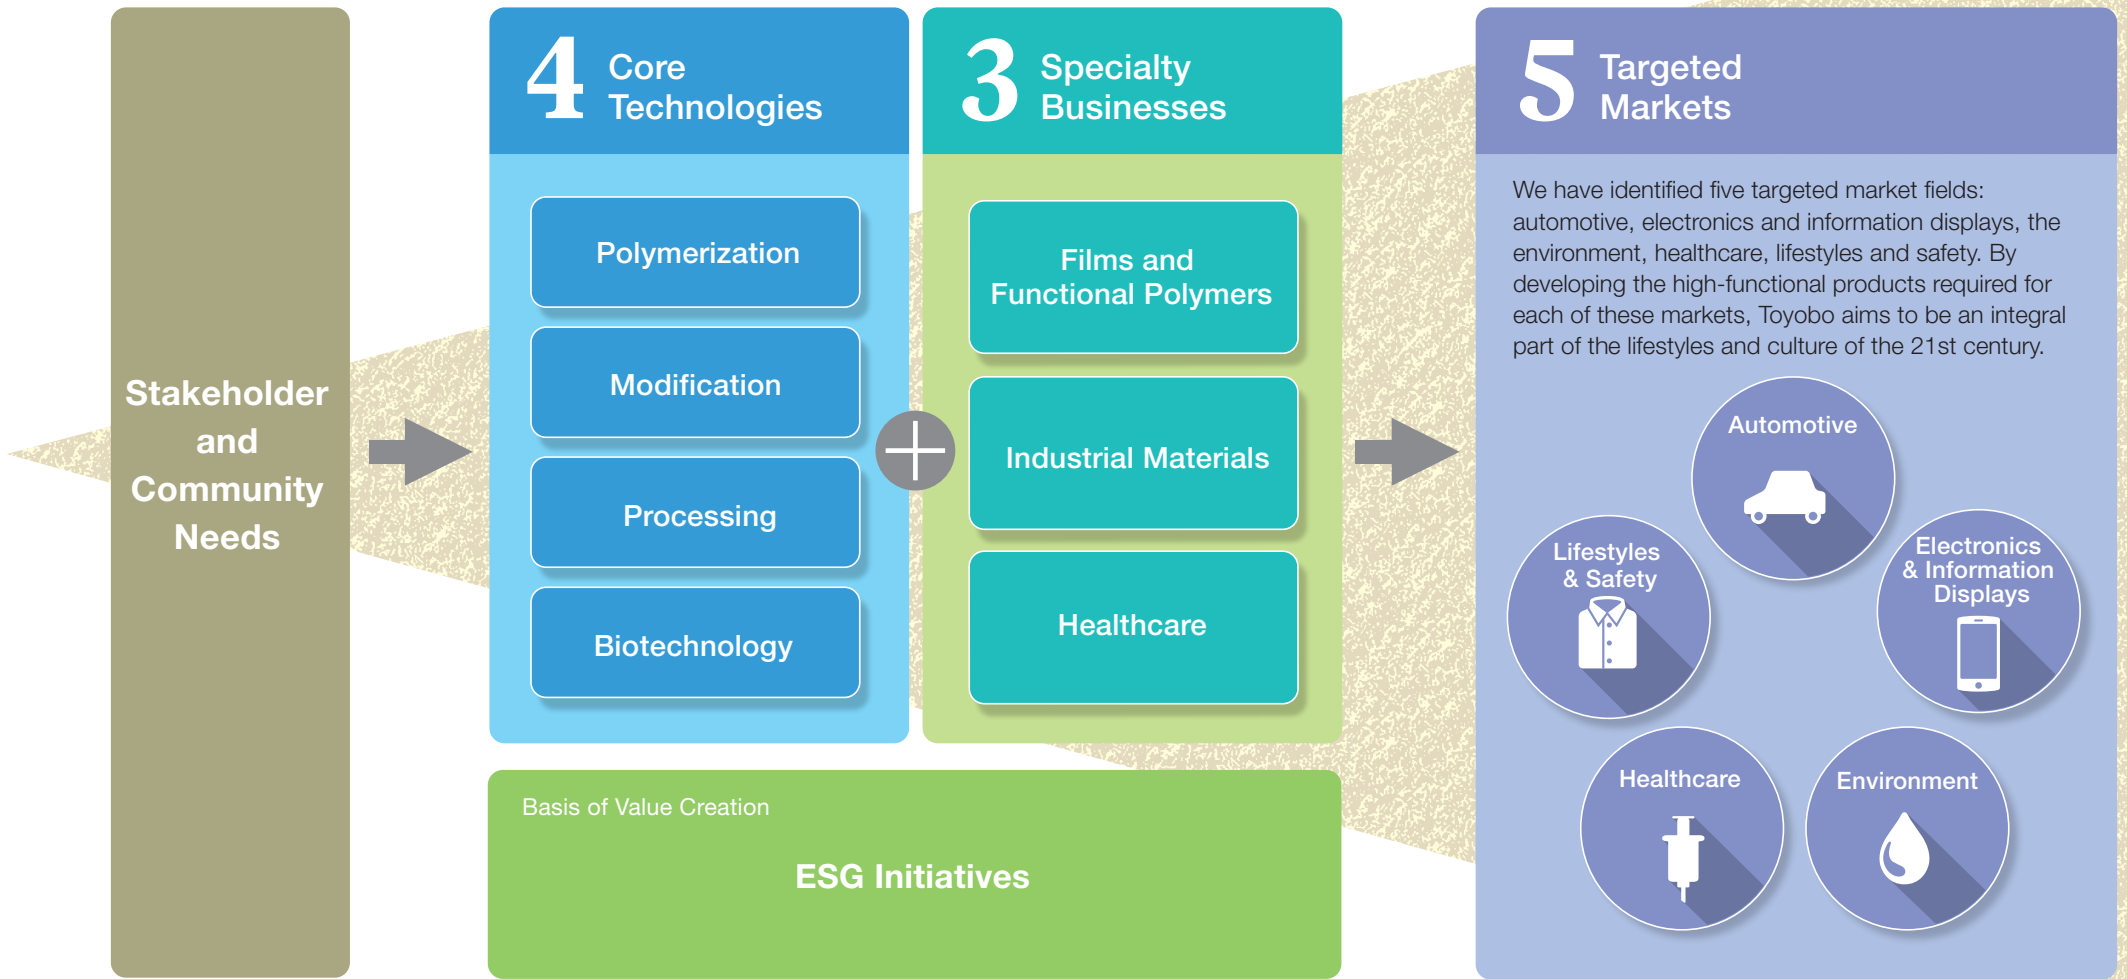 Stakeholder
and
Community
Needs
4 Core
Technologies
Polymerization
Modification
Processing
Biotechnology
3 Specialty
Businesses
Films and
Functional Polymers
Industrial Materials
Healthcare
Basis of Value Creation
ESG Initiatives
5 Targeted
Markets
We have identified five targeted market fields:
automotive, electronics and information displays, the
environment, healthcare, lifestyles and safety. By
developing the high-functional products required for
each of these markets, Toyobo aims to be an integral
part of the lifestyles and culture of the 21st century.
Automotive
Lifestyles
& Safety
Electronics
& Information
Displays
Healthcare
Environment